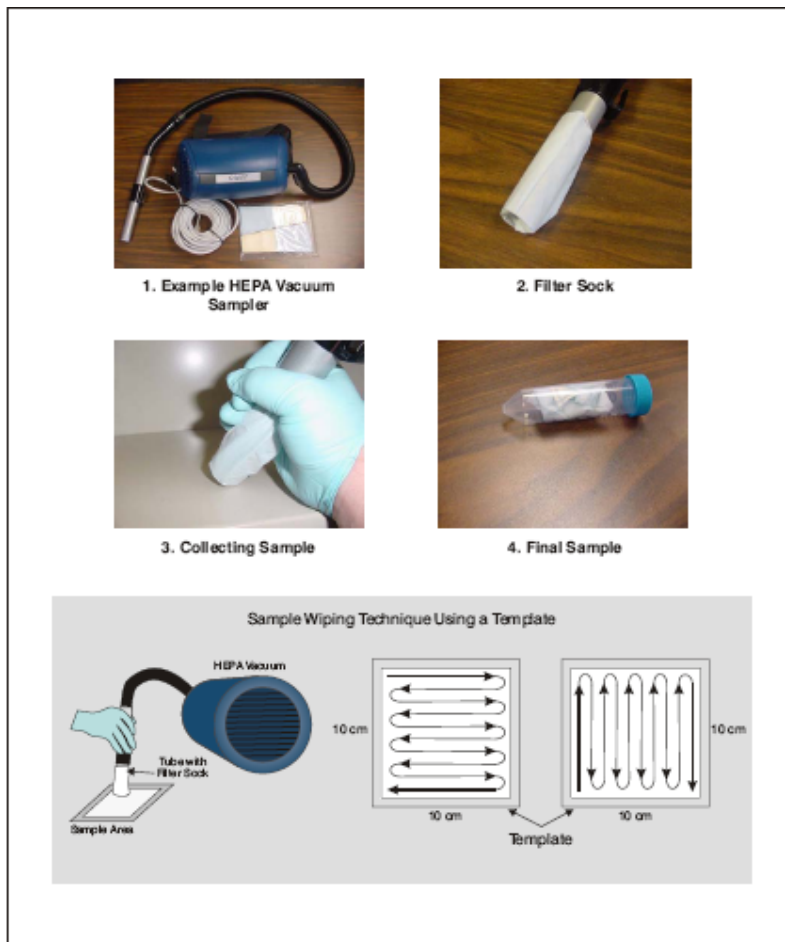 1. Example HEPA Vacuum
Sampler
2. Filter Sock
3. Collecting Sample
4. Final Sample
Sample Wiping Technique Using a Template
HEPA Vacuum
Tube with
Filter Sock
Sample Area
10 cm
10 cm
10 cm
10 cm
Template